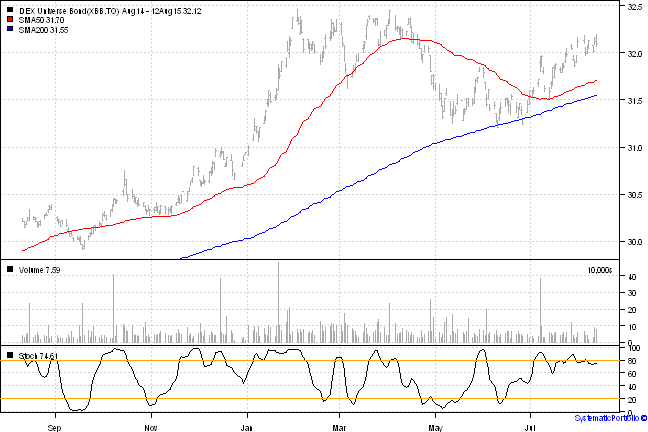 DEX Universe Bond(XBB.TO) Aug14 - 12Aug15 32.12
SMA50 31.70
SMA200 31.55
32.5
32.0
31.5
31.0
30.5
30.0
Volume 7.59
10,000s
40
30
20
10
0
Stoch 74.61
100
80
60
40
20
0
Sep Nov Jan Mar May Jul
SystematicPortfolio ©